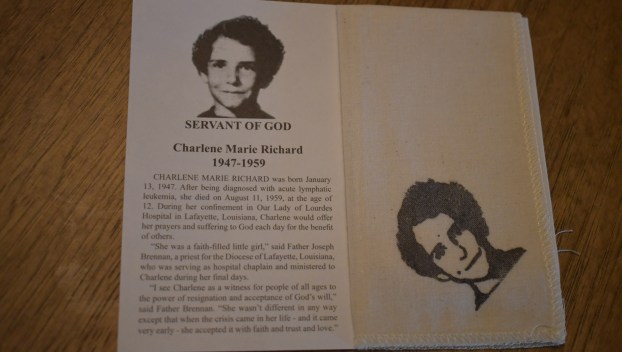 SERVANT OF GOD
Charlene Marie Richard
1947-1959
CHARLENE MARIE RICHARD was born January
13, 1947. After being diagnosed with acute lymphatic
leukemia, she died on August 11, 1959, at the age of
12. During her confinement in Our Lady of Lourdes
Hospital in Lafayette, Louisiana, Charlene would offer
her prayers and suffering to God each day for the benefit
of others.
"She was a faith-filled little girl," said Father Joseph
Brennan, a priest for the Diocese of Lafayette, Louisiana,
who was serving as hospital chaplain and ministered to
Charlene during her final days.
"I see Charlene as a witness for people of all ages to
the power of resignation and acceptance of God's will,"
said Father Brennan. "She wasn't different in any way
except that when the crisis came in her life - and it came
very early - she accepted it with faith and trust and love."